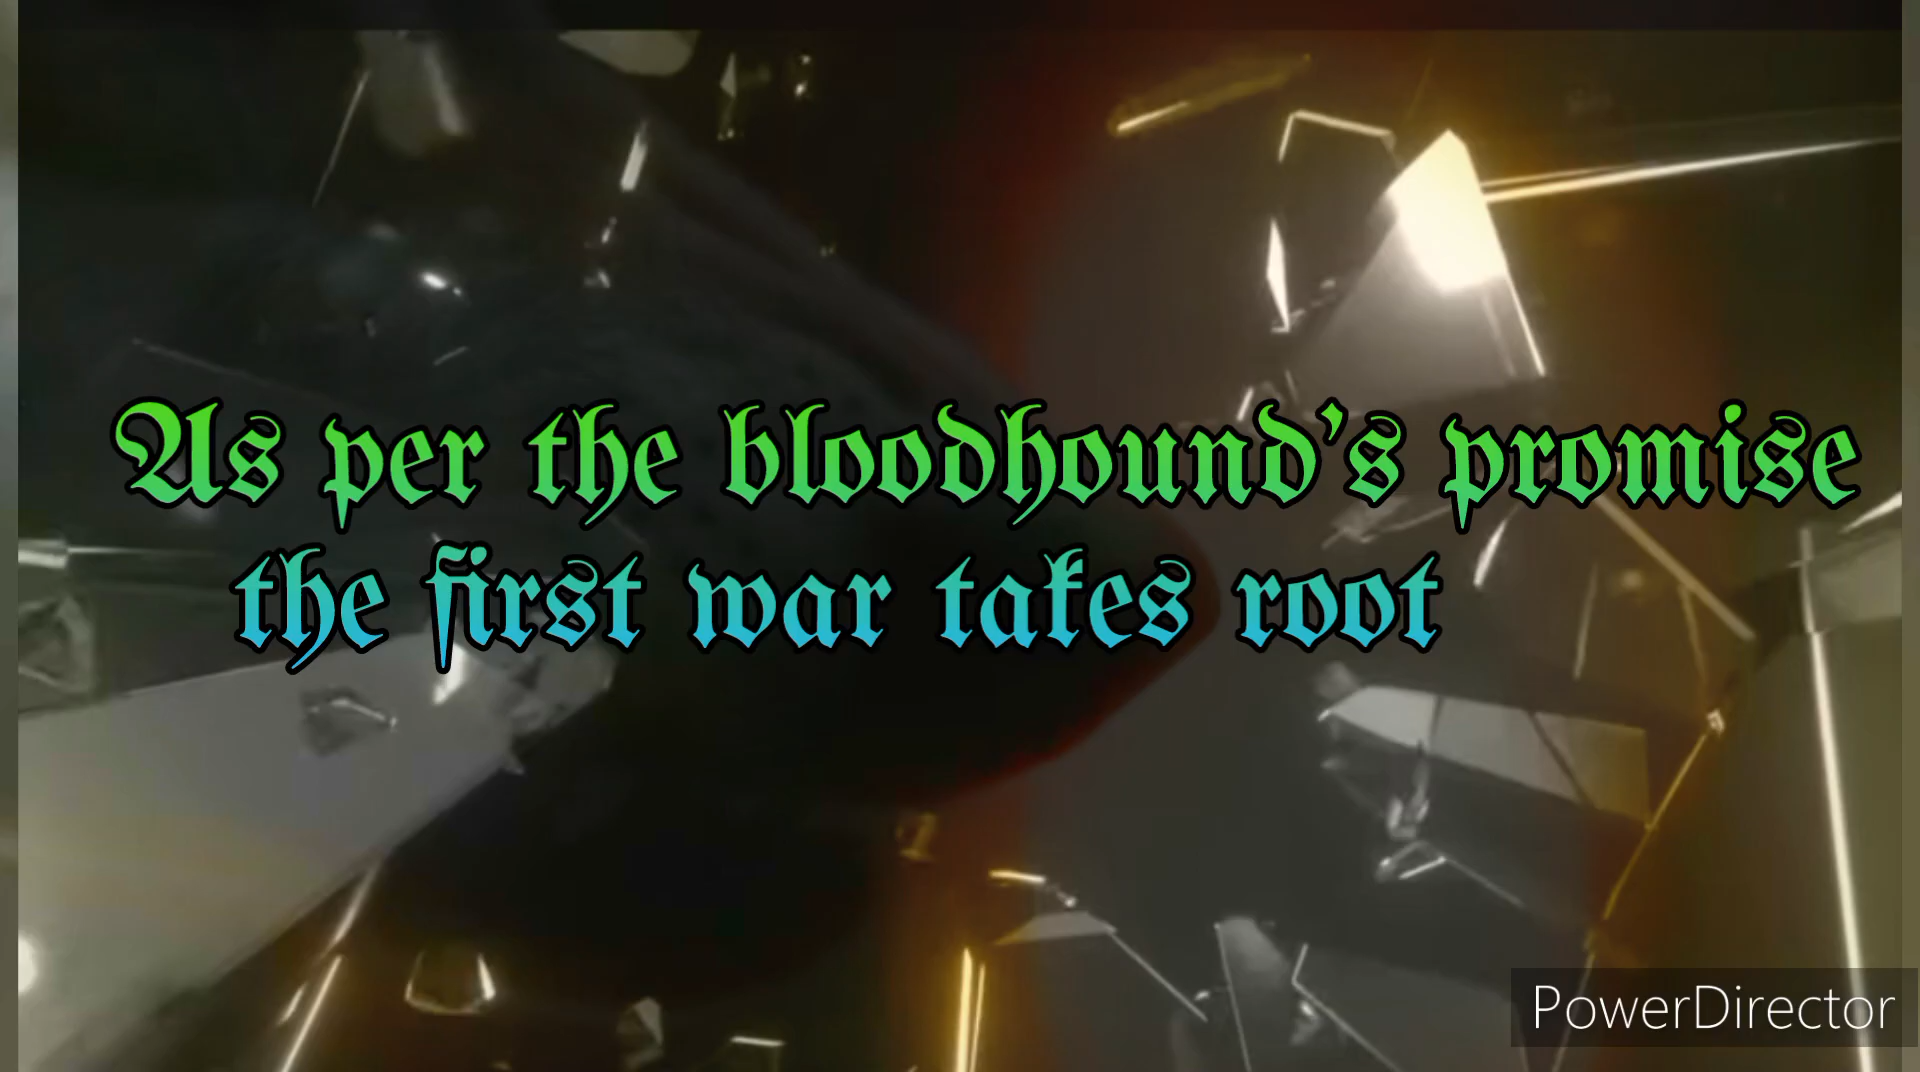 As per the bloodhound's promise
the first war takes root
PowerDirector